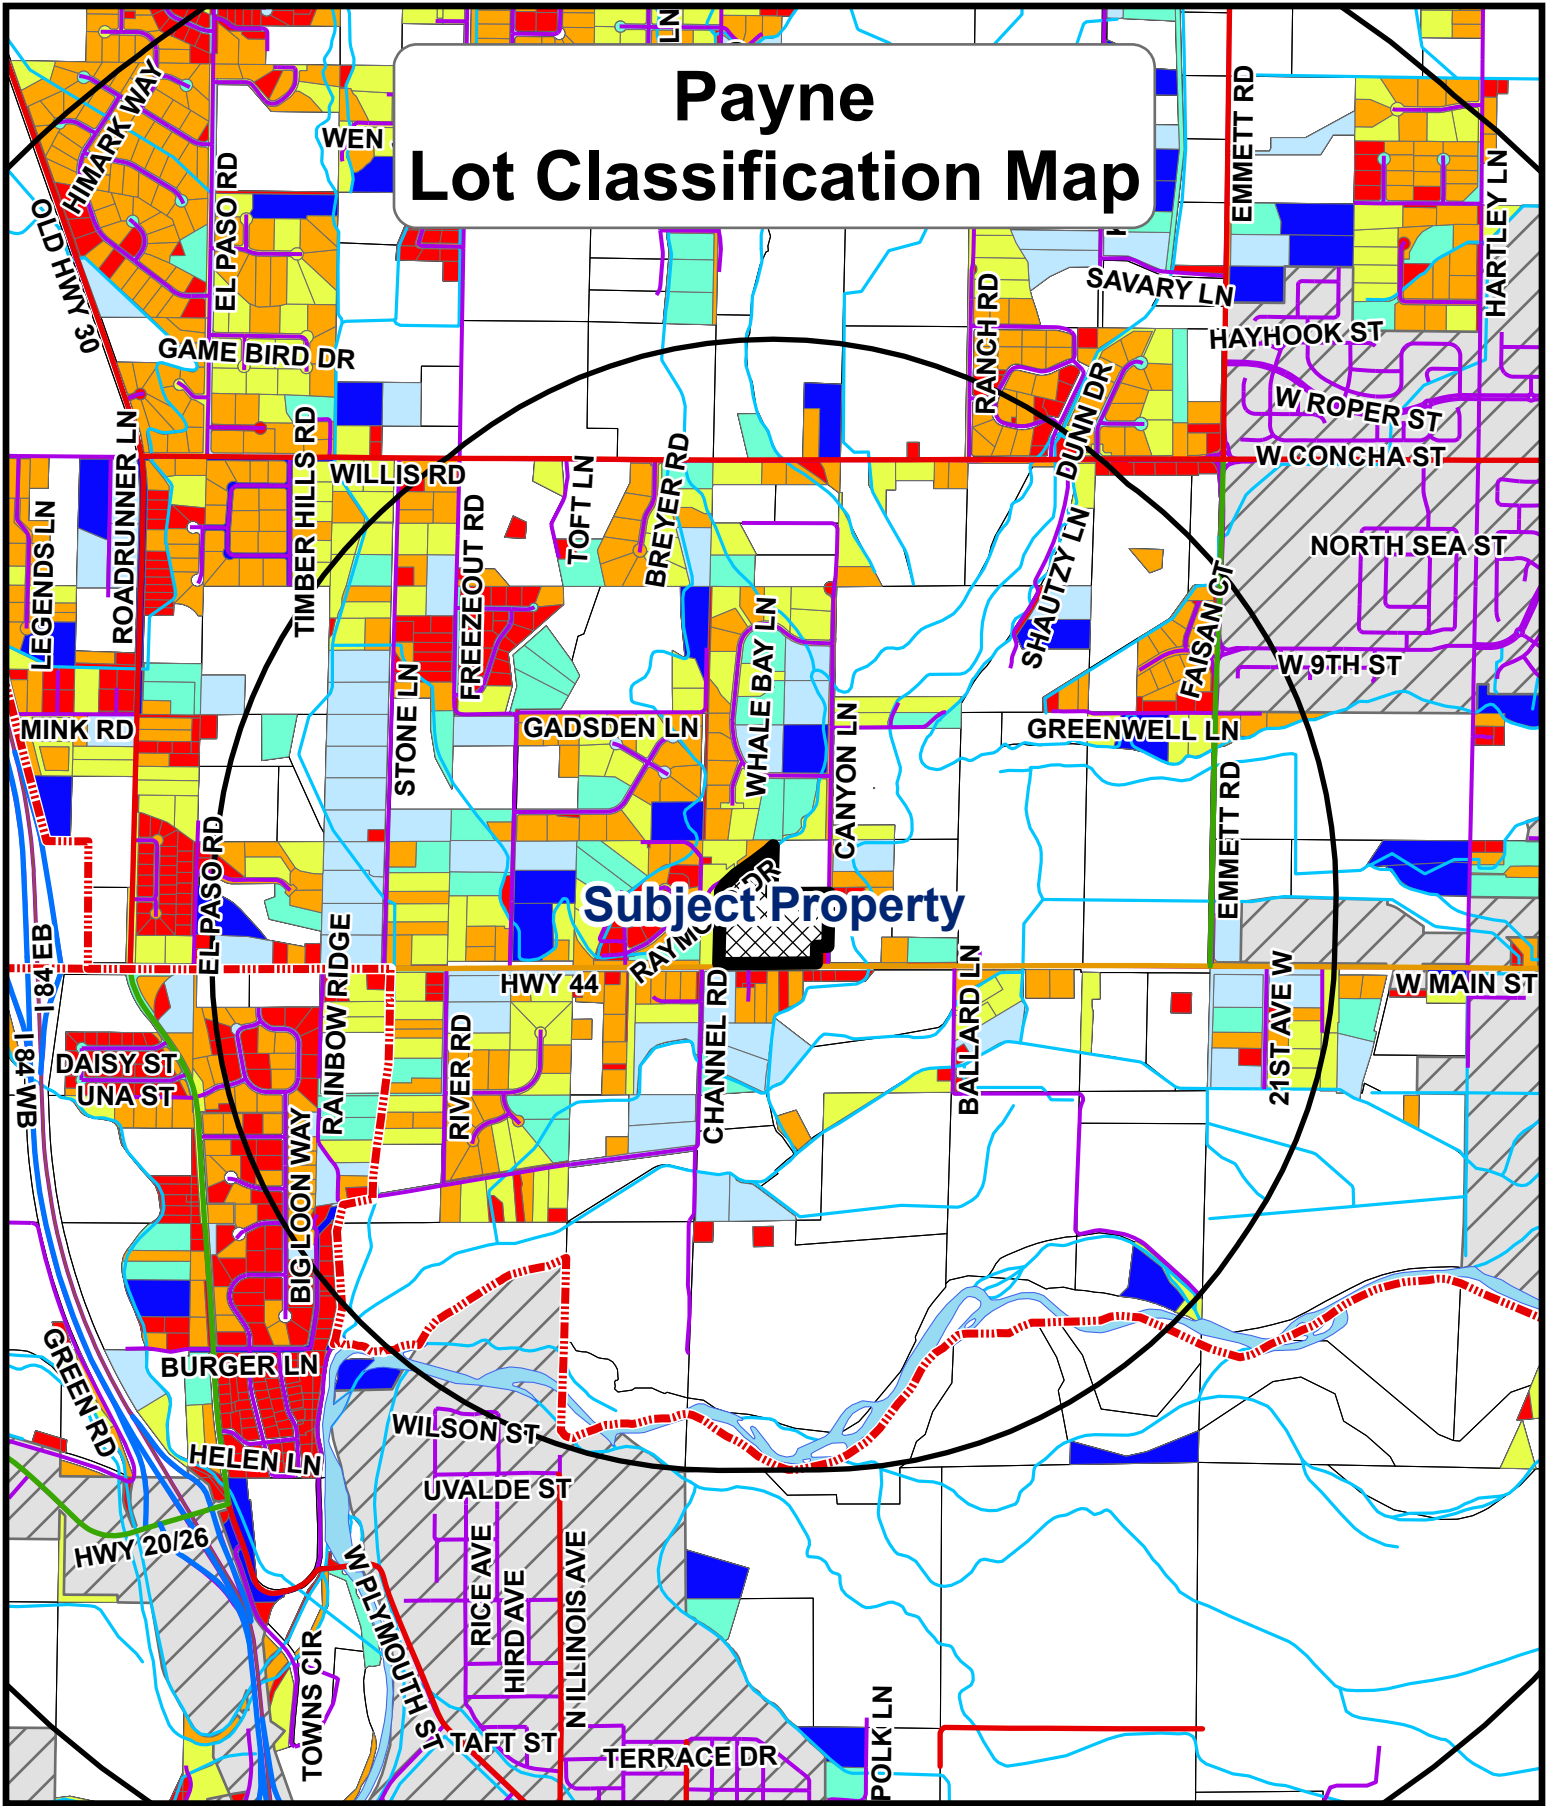 Payne
Lot Classification Map
LN
WEN
HIMARK WAY
EL PASO RD
OLD HWY 30
EMMETT RD
HARTLEY LN
SAVARY LN
HAYHOOK ST
RANCH RD
GAME BIRD DR
W ROPER ST
DUNN DR
W CONCHA ST
WILLIS RD
ROADRUNNER LN
TIMBER HILLS RD
LEGENDS LN
FREEZEOUT RD
TOFT LN
BREYER RD
NORTH SEA ST
SHAUTZY LN
FAISAN CT
W 9TH ST
WHALE BAY LN
STONE LN
MINK RD
GADSDEN LN
GREENWELL LN
CANYON LN
EMMETT RD
EL PASO RD
Subject Property
RAINBOW RIDGE
I 84 EB
HWY 44
BALLARD LN
W MAIN ST
21ST AVE W
CHANNEL RD
RIVER RD
I 84 WB
DAISY ST
UNA ST
BIG LOON WAY
BURGER LN
GREEN RD
WILSON ST
HELEN LN
UVALDE ST
HWY 20/26
W PLYMOUTH ST
RICE AVE
HIRD AVE
N ILLINOIS AVE
TOWNS CIR
TAFT ST
TERRACE DR
POLK LN